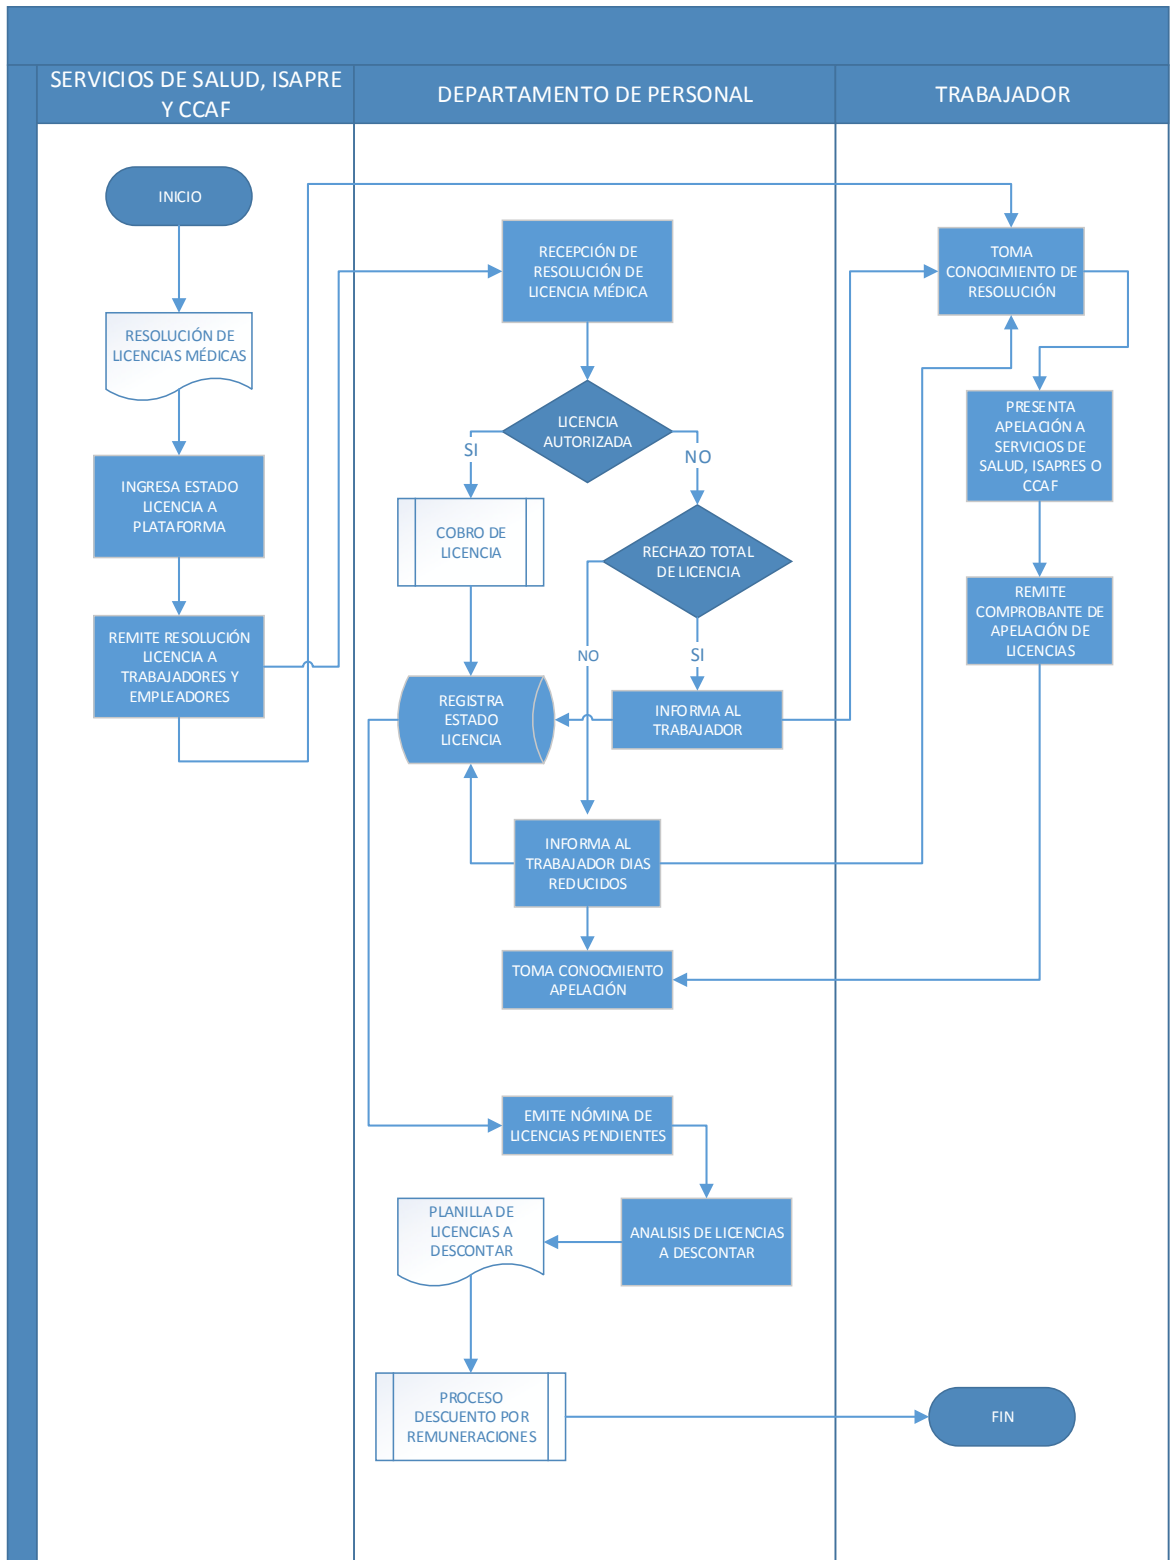 SERVICIOS DE SALUD, ISAPRE
Y CCAF
DEPARTAMENTO DE PERSONAL
TRABAJADOR
INICIO
RESOLUCIÓN DE
LICENCIAS MÉDICAS
INGRESA ESTADO
LICENCIA A
PLATAFORMA
REMITE RESOLUCIÓN
LICENCIA A
TRABAJADORES Y
EMPLEADORES
RECEPCIÓN DE
RESOLUCIÓN DE
LICENCIA MÉDICA
LICENCIA
AUTORIZADA
SI
NO
COBRO DE
LICENCIA
RECHAZO TOTAL
DE LICENCIA
NO
SI
REGISTRA
ESTADO
LICENCIA
INFORMA AL
TRABAJADOR
INFORMA AL
TRABAJADOR DIAS
REDUCIDOS
TOMA CONOCMIENTO
APELACIÓN
EMITE NÓMINA DE
LICENCIAS PENDIENTES
ANALISIS DE LICENCIAS
A DESCONTAR
PLANILLA DE
LICENCIAS A
DESCONTAR
PROCESO
DESCUENTO POR
REMUNERACIONES
TOMA
CONOCIMIENTO DE
RESOLUCIÓN
PRESENTA
APELACIÓN A
SERVICIOS DE
SALUD, ISAPRES O
CCAF
REMITE
COMPROBANTE DE
APELACIÓN DE
LICENCIAS
FIN